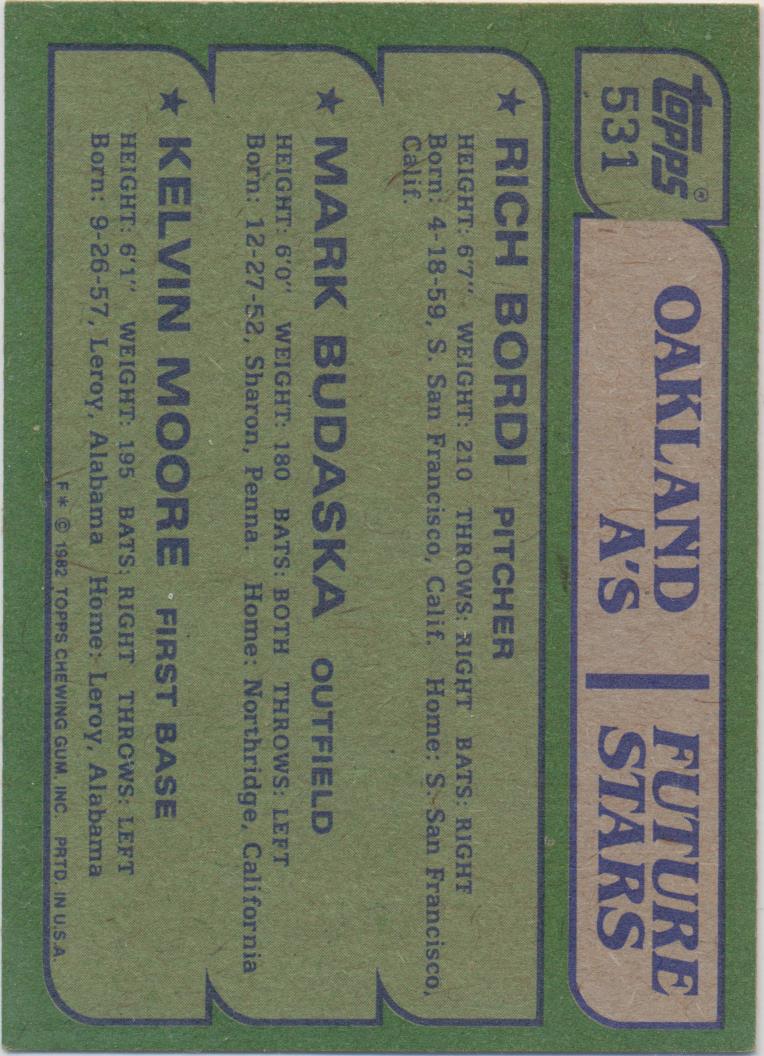 topps®
531
OAKLAND
A'S
FUTURE
STARS
★ RICH BORDI PITCHER
HEIGHT: 6'7" WEIGHT: 210 THROWS: RIGHT BATS: RIGHT
Born: 4-18-59, S. San Francisco, Calif. Home: S. San Francisco,
Calif.
★ MARK BUDASKA OUTFIELD
HEIGHT: 6'0" WEIGHT: 180 BATS: BOTH THROWS: LEFT
Born: 12-27-52, Sharon, Penna. Home: Northridge, California
★ KELVIN MOORE FIRST BASE
HEIGHT: 6'1" WEIGHT: 195 BATS: RIGHT THROWS: LEFT
Born: 9-26-57, Leroy, Alabama Home: Leroy, Alabama
F* © 1982 TOPPS CHEWING GUM, INC. PRTD. IN U.S.A.